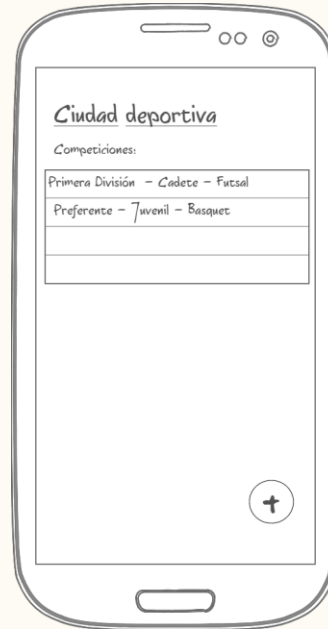 Ciudad deportiva
Competiciones:
Primera División - Cadete - Futsal
Preferente - Juvenil - Basquet
+